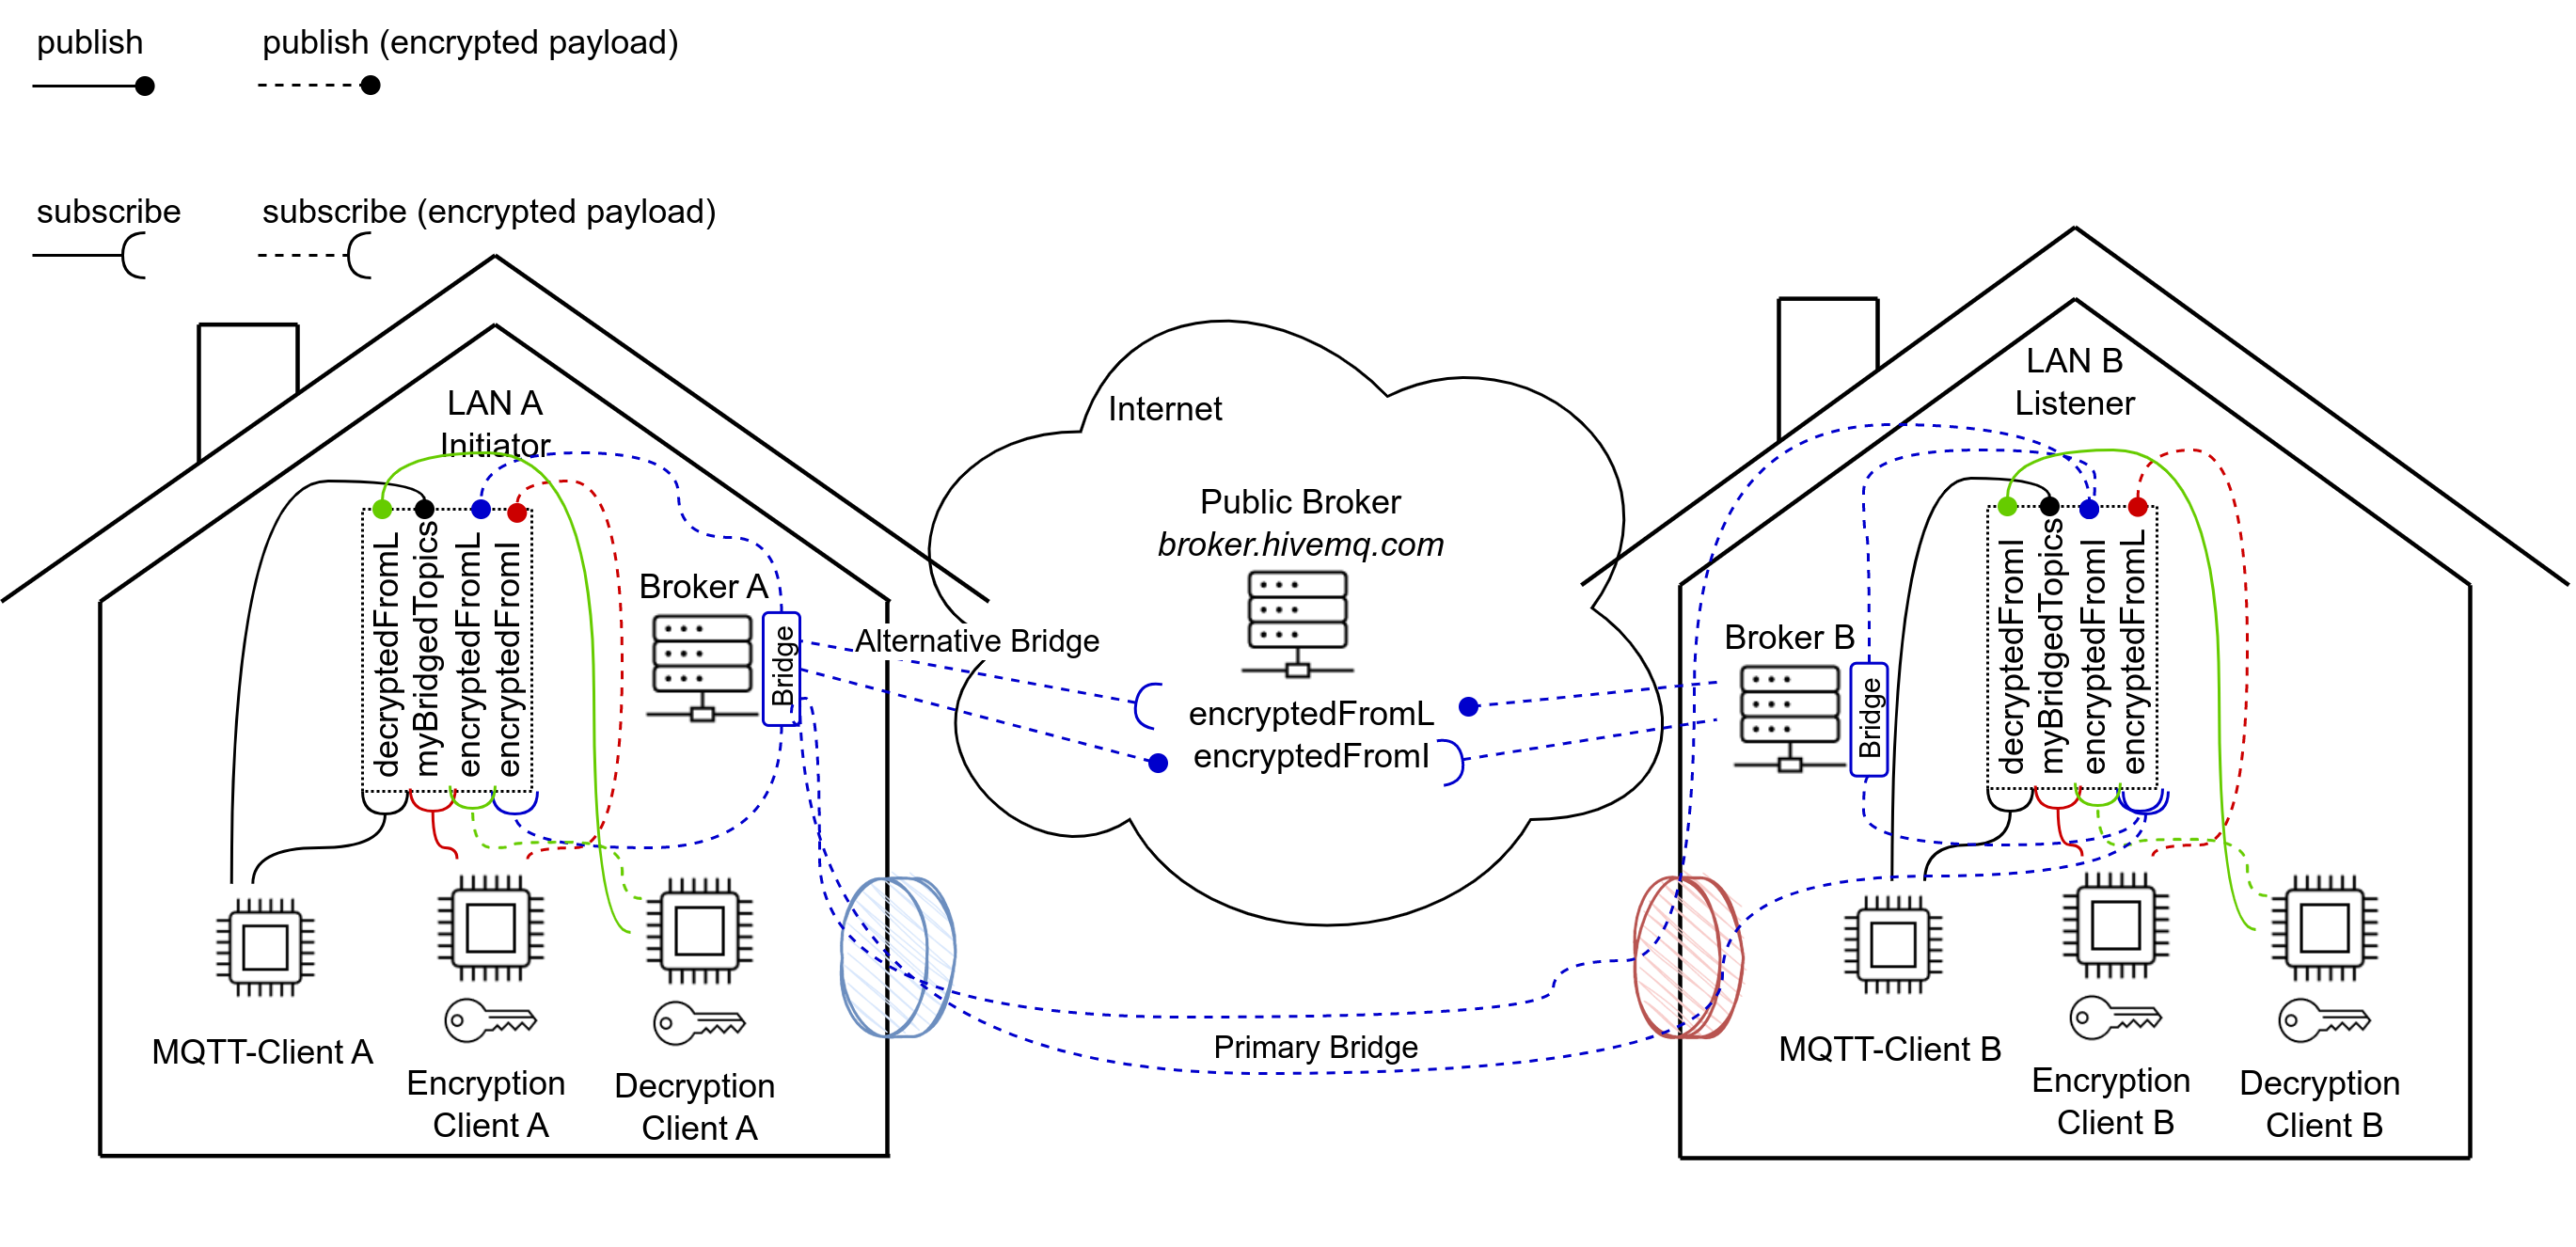 publish
publish (encrypted payload)
subscribe
subscribe (encrypted payload)
LAN A
Initiator
decryptedFromL
myBridgedTopics
encryptedFromL
encryptedFromI
Broker A
Bridge
MQTT-Client A
Encryption
Client A
Decryption
Client A
Internet
Public Broker
broker.hivemq.com
Alternative Bridge
encryptedFromL
encryptedFromI
Primary Bridge
LAN B
Listener
Broker B
Bridge
decryptedFromI
myBridgedTopics
encryptedFromI
encryptedFromL
MQTT-Client B
Encryption
Client B
Decryption
Client B